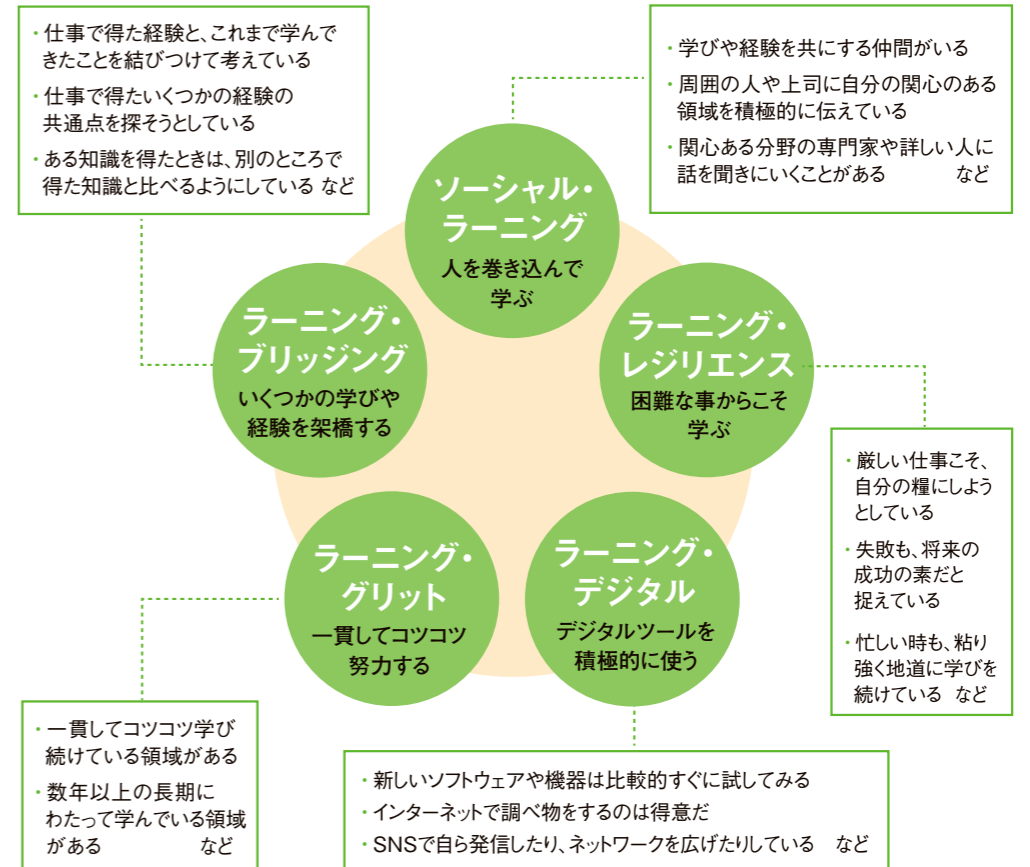 ・仕事で得た経験と、これまで学んで
きたことを結びつけて考えている
・仕事で得たいくつかの経験の
共通点を探そうとしている
・ある知識を得たときは、別のところで
得た知識と比べるようにしている など
・学びや経験を共にする仲間がいる
・周囲の人や上司に自分の関心のある
領域を積極的に伝えている
・関心ある分野の専門家や詳しい人に
話を聞きにいくことがある など
ソーシャル・
ラーニング
人を巻き込んで
学ぶ
ラーニング・
ブリッジング
いくつかの学びや
経験を架橋する
ラーニング・
レジリエンス
困難な事からこそ
学ぶ
・厳しい仕事こそ、
自分の糧にしよう
としている
・失敗も、将来の
成功の素だと
捉えている
・忙しい時も、粘り
強く地道に学びを
続けている など
ラーニング・
グリット
一貫してコツコツ
努力する
ラーニング・
デジタル
デジタルツールを
積極的に使う
・一貫してコツコツ学び
続けている領域がある
・数年以上の長期に
わたって学んでいる領域
がある など
・新しいソフトウェアや機器は比較的すぐに試してみる
・インターネットで調べ物をするのは得意だ
・SNSで自ら発信したり、ネットワークを広げたりしている など